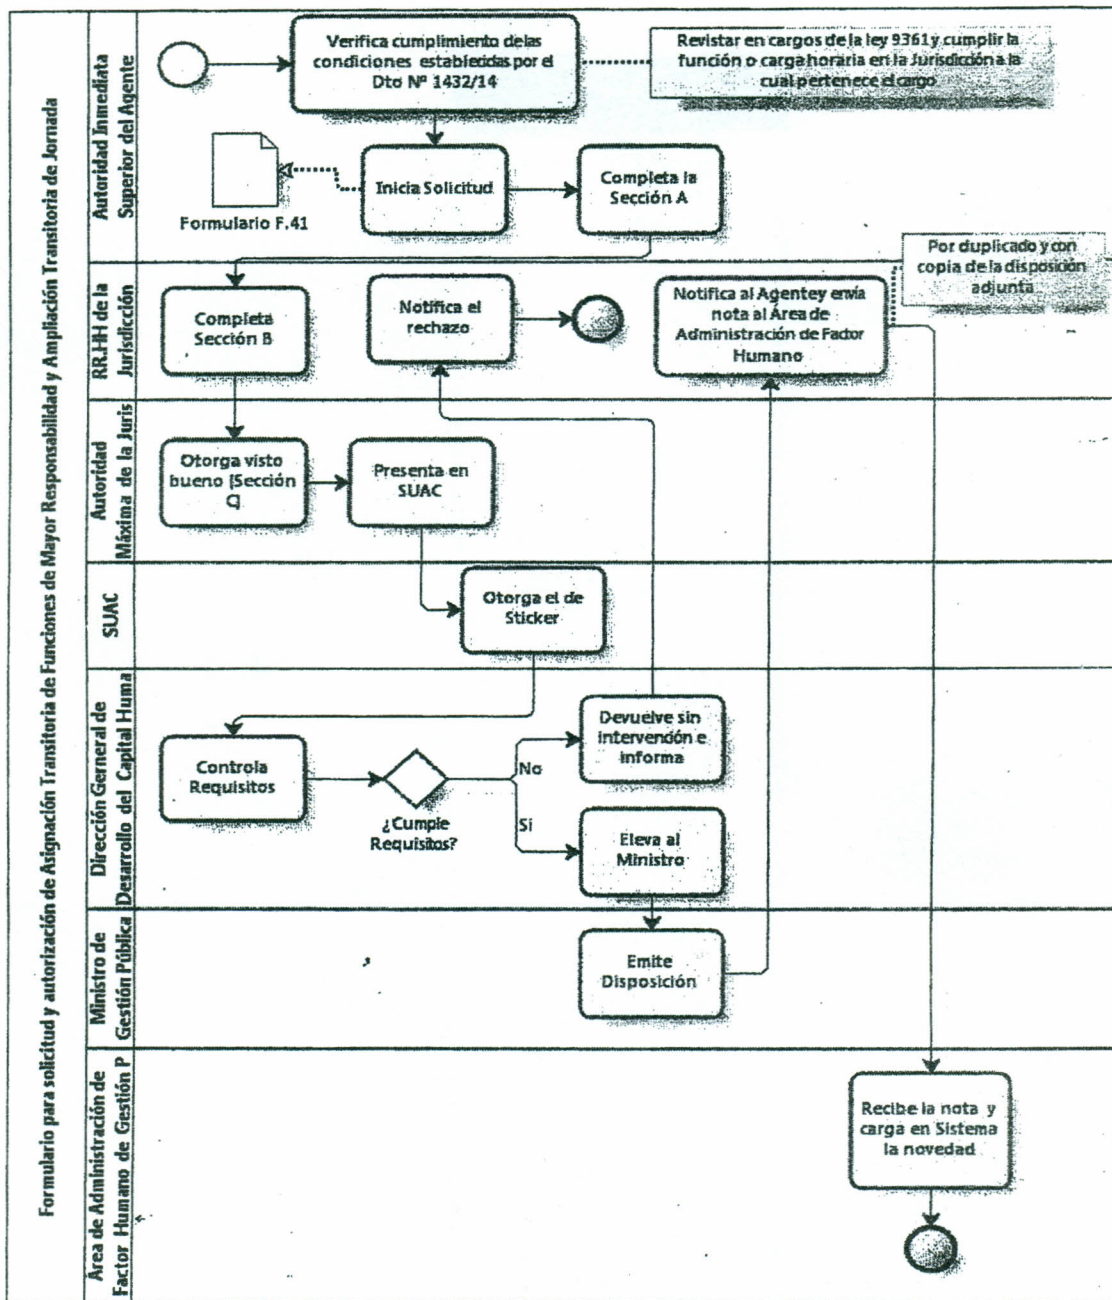 Formulario para solicitud y autorización de Asignación Transitoria de Funciones de Mayor Responsabilidad y Ampliación Transitoria de Jornada
Autoridad Inmediata
Superior del Agente
Verifica cumplimiento de las
condiciones establecidas por el
Dto Nº 1432/14
Revistar en cargos de la ley 9361 y cumplir la
función o carga horaria en la Jurisdicción a la
cual pertenece el cargo
Formulario F.41
Inicia Solicitud
Completa la
Sección A
RR.HH de la
Jurisdicción
Completa
Sección B
Notifica el
rechazo
Notifica al Agente y envía
nota al Área de
Administración de Factor
Humano
Por duplicado y con
copia de la disposición
adjunta
Autoridad
Máxima de la Juris
Otorga visto
bueno (Sección
C)
Presenta en
SUAC
SUAC
Otorga el de
Sticker
Dirección Gerneral de
Desarrollo del Capital Huma
Controla
Requisitos
¿Cumple
Requisitos?
No
Si
Devuelve sin
intervención e
informa
Eleva al
Ministro
Ministro de
Gestión Pública
Emite
Disposición
Area de Administración de
Factor Humano de Gestión P
Recibe la nota y
carga en Sistema
la novedad